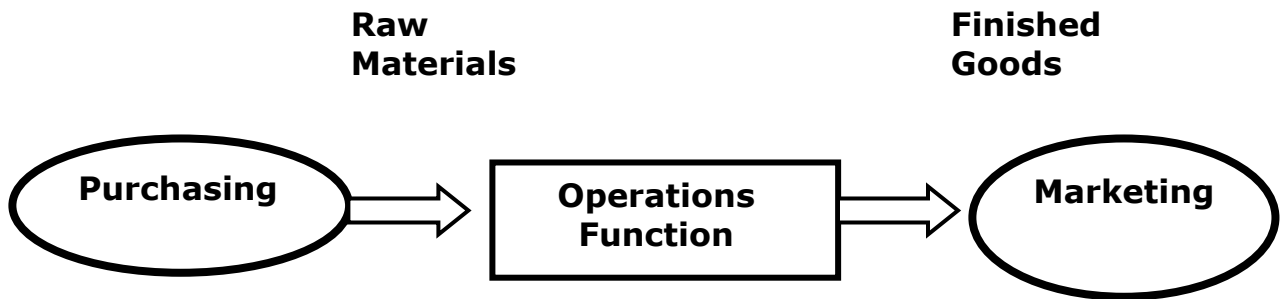 Raw
Materials
Finished
Goods
Purchasing
Operations
Function
Marketing